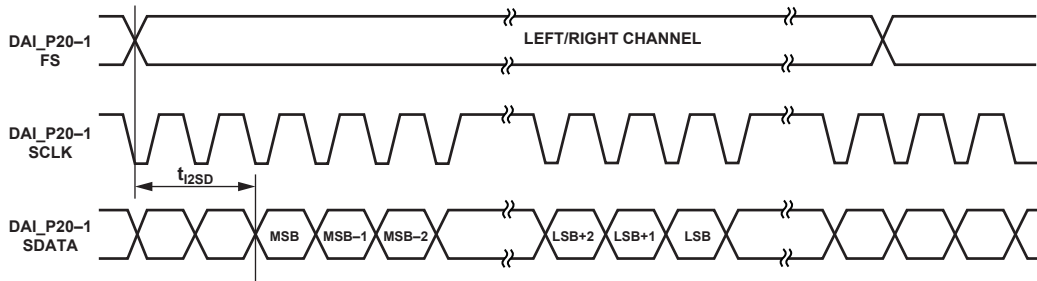 DAI_P20–1
FS
LEFT/RIGHT CHANNEL
DAI_P20–1
SCLK
tI2SD
DAI_P20–1
SDATA
MSB
MSB–1
MSB–2
LSB+2
LSB+1
LSB